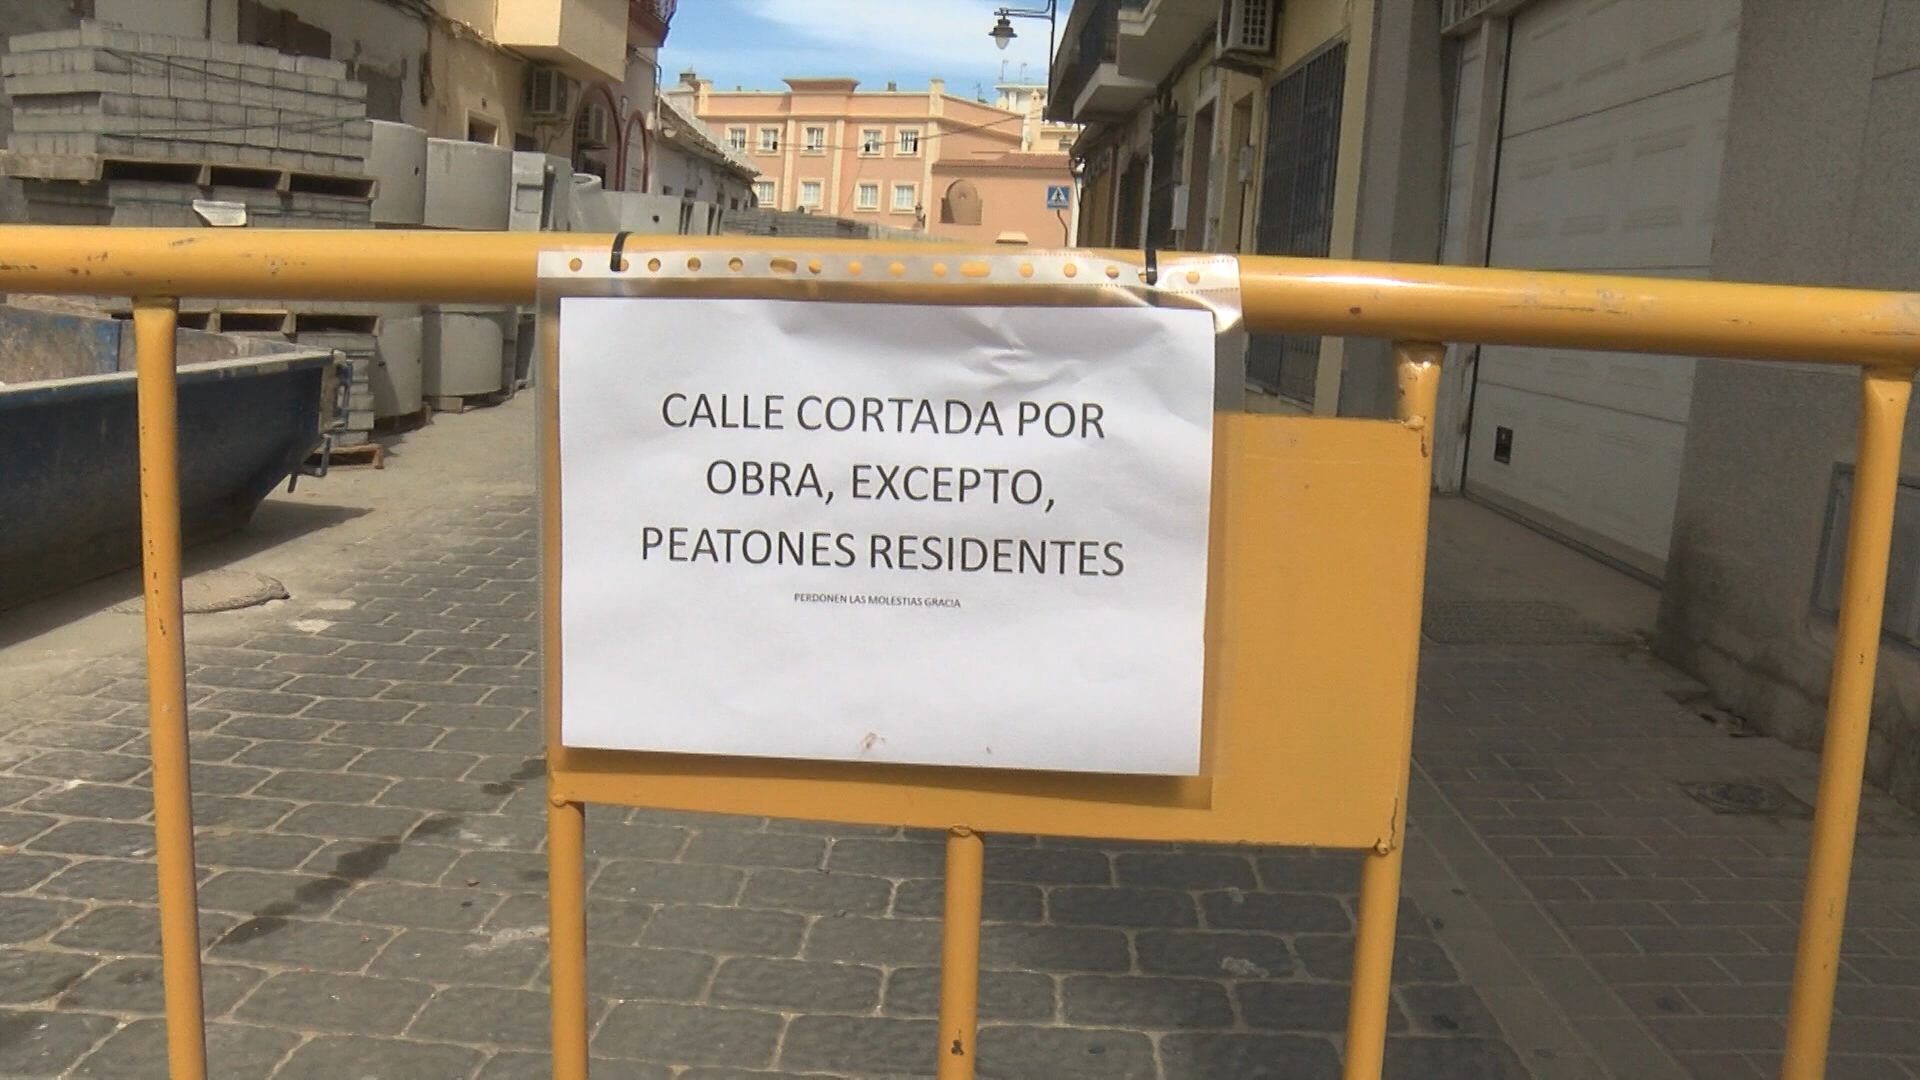 CALLE CORTADA POR
OBRA, EXCEPTO,
PEATONES RESIDENTES
PERDONEN LAS MOLESTIAS GRACIA